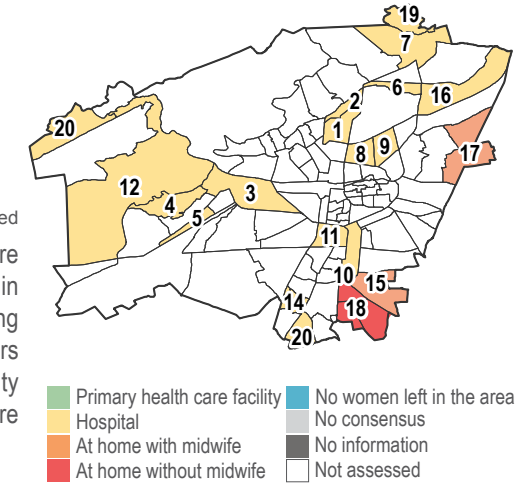 19
7
6
2
16
20
1
8
9
17
12
4
3
5
11
10
15
14
18
20
ed
re
in
ng
rs
ty
re
Primary health care facility
Hospital
At home with midwife
At home without midwife
No women left in the area
No consensus
No information
Not assessed